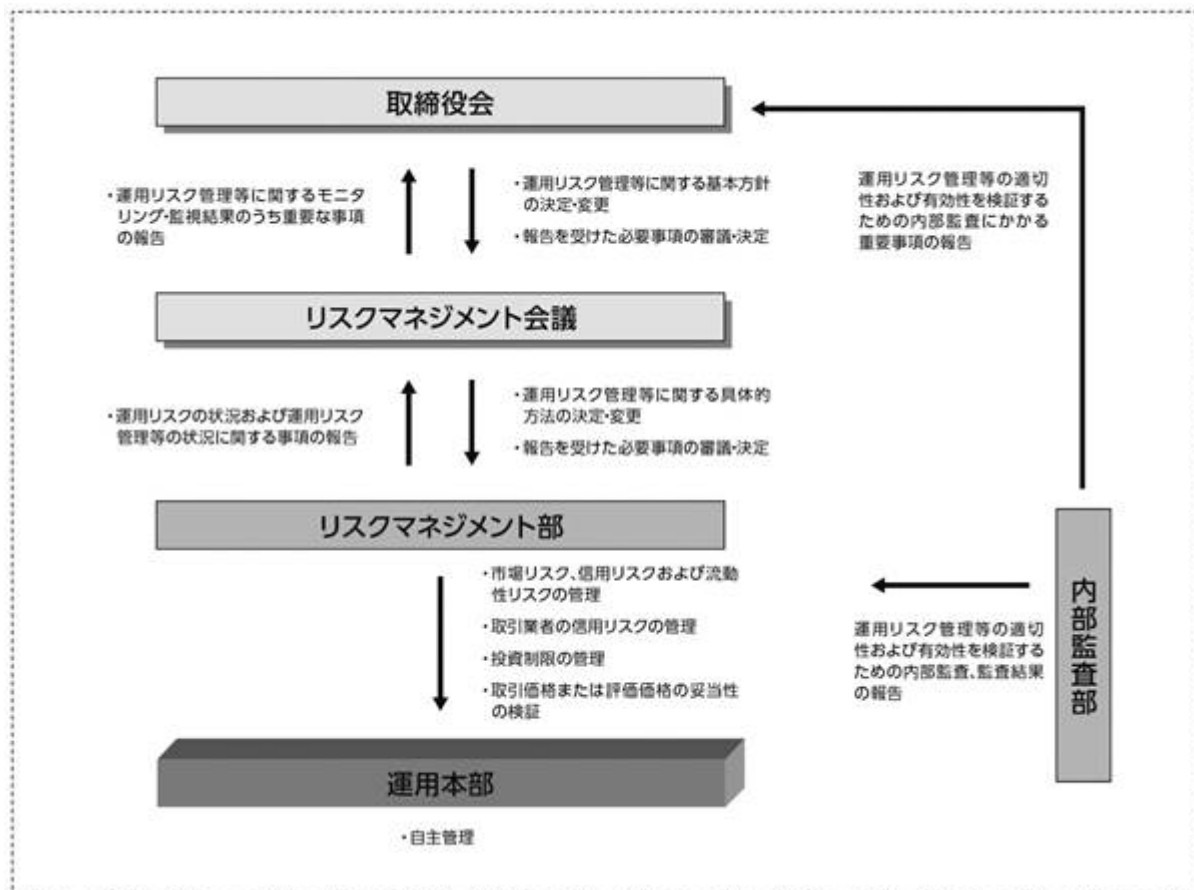 取締役会
・運用リスク管理等に関するモニタ
リング・監視結果のうち重要な事項
の報告
・運用リスク管理等に関する基本方針
の決定・変更
・報告を受けた必要事項の審議・決定
運用リスク管理等の適切
性および有効性を検証する
ための内部監査にかかる
重要事項の報告
リスクマネジメント会議
・運用リスクの状況および運用リスク
管理等の状況に関する事項の報告
・運用リスク管理等に関する具体的
方法の決定・変更
・報告を受けた必要事項の審議・決定
リスクマネジメント部
・市場リスク、信用リスクおよび流動
性リスクの管理
・取引業者の信用リスクの管理
・投資制限の管理
・取引価格または評価価格の妥当性
の検証
運用リスク管理等の適切
性および有効性を検証する
ための内部監査、監査結果
の報告
内部監査部
運用本部
・自主管理